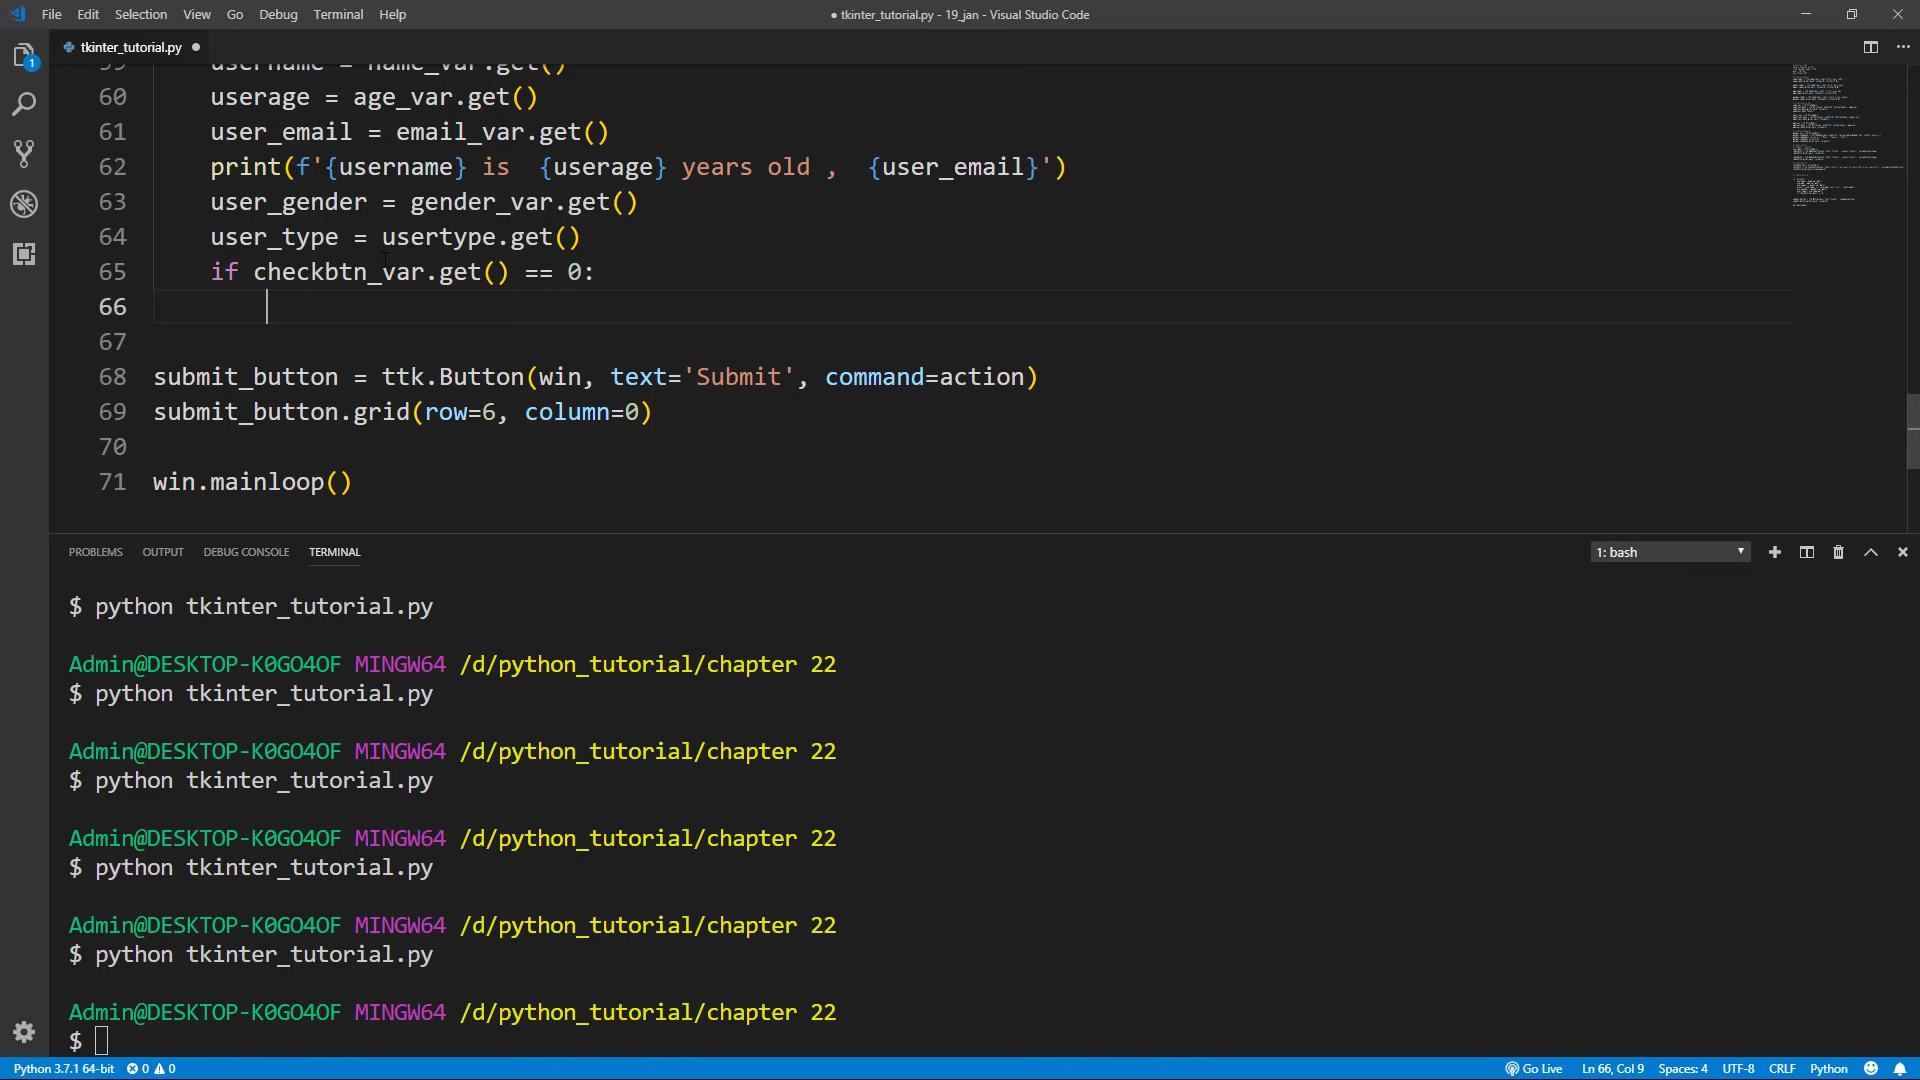 File Edit Selection View Go Debug Terminal Help
● tkinter_tutorial.py - 19_jan - Visual Studio Code
tkinter_tutorial.py ●
1
59 username = name_var.get()
60 userage = age_var.get()
61 user_email = email_var.get()
62 print(f'{username} is  {userage} years old ,  {user_email}')
63 user_gender = gender_var.get()
64 user_type = usertype.get()
65 if checkbtn_var.get() == 0:
66
67
68 submit_button = ttk.Button(win, text='Submit', command=action)
69 submit_button.grid(row=6, column=0)
70
71 win.mainloop()
PROBLEMS OUTPUT DEBUG CONSOLE TERMINAL
1: bash
$ python tkinter_tutorial.py
Admin@DESKTOP-K0GO4OF MINGW64 /d/python_tutorial/chapter 22
$ python tkinter_tutorial.py
Admin@DESKTOP-K0GO4OF MINGW64 /d/python_tutorial/chapter 22
$ python tkinter_tutorial.py
Admin@DESKTOP-K0GO4OF MINGW64 /d/python_tutorial/chapter 22
$ python tkinter_tutorial.py
Admin@DESKTOP-K0GO4OF MINGW64 /d/python_tutorial/chapter 22
$ python tkinter_tutorial.py
Admin@DESKTOP-K0GO4OF MINGW64 /d/python_tutorial/chapter 22
$
Python 3.7.1 64-bit 0 0 Go Live Ln 66, Col 9 Spaces: 4 UTF-8 CRLF Python